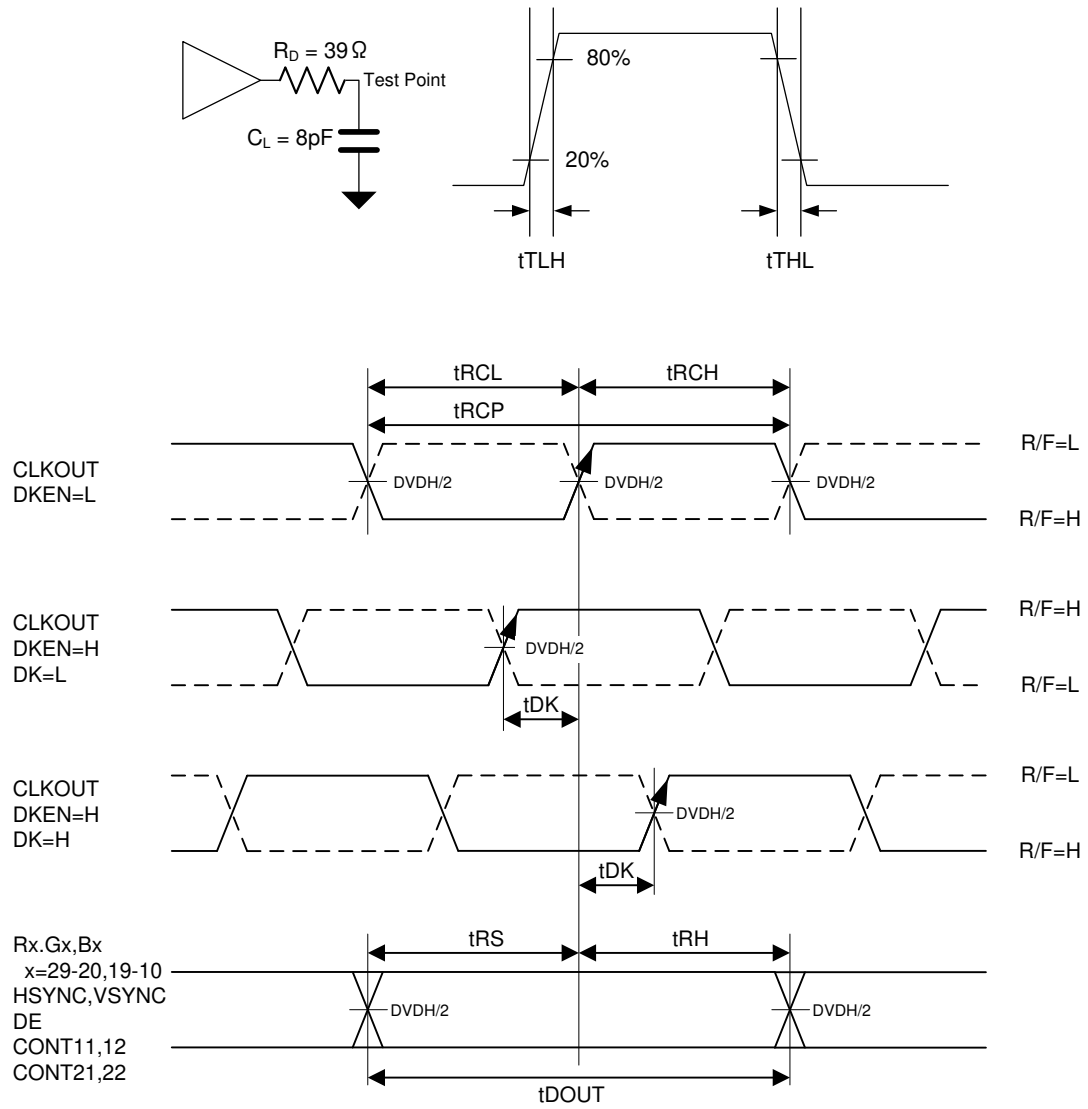 R_D = 39Ω
Test Point
C_L = 8pF
80%
20%
tTLH
tTHL
tRCL
tRCH
tRCP
R/F=L
CLKOUT
DKEN=L
DVDH/2
DVDH/2
DVDH/2
R/F=H
CLKOUT
DKEN=H
DK=L
R/F=H
DVDH/2
R/F=L
tDK
CLKOUT
DKEN=H
DK=H
R/F=L
DVDH/2
R/F=H
tDK
Rx.Gx,Bx
x=29-20,19-10
HSYNC,VSYNC
DE
CONT11,12
CONT21,22
tRS
tRH
DVDH/2
DVDH/2
tDOUT